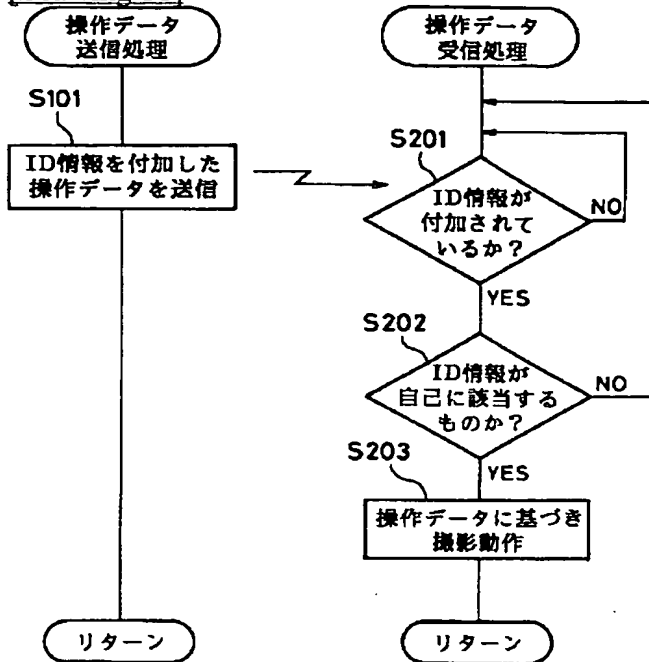 操作データ
送信処理
S101
ID情報を付加した
操作データを送信
リターン
操作データ
受信処理
S201
ID情報が
付加されて
いるか？
NO
YES
S202
ID情報が
自己に該当する
ものか？
NO
YES
S203
操作データに基づき
撮影動作
リターン